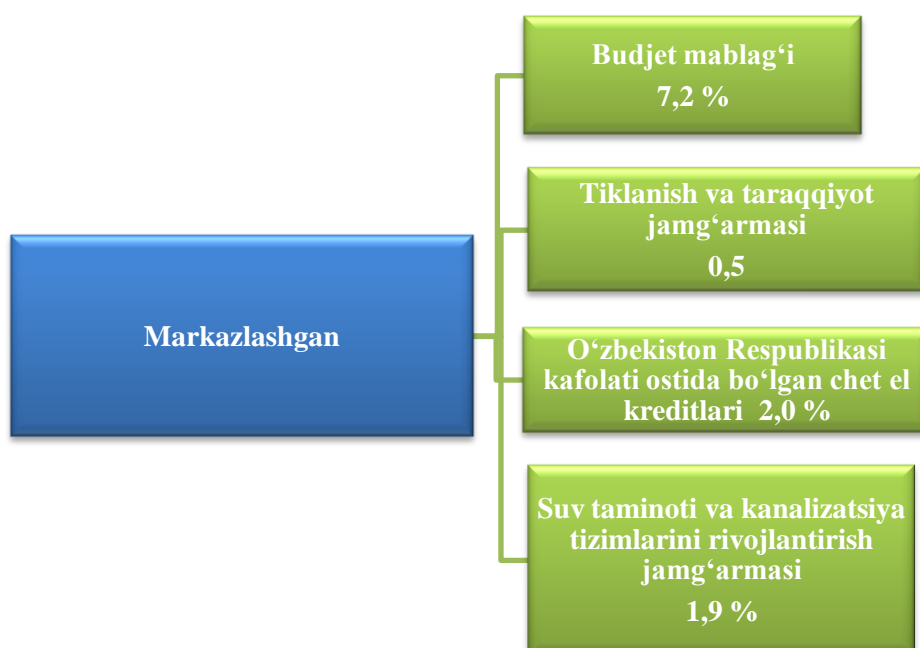 Budjet mablag‘i
7,2 %
Tiklanish va taraqqiyot
jamg‘armasi
0,5
Markazlashgan
O‘zbekiston Respublikasi
kafolati ostida bo‘lgan chet el
kreditlari 2,0 %
Suv taminoti va kanalizatsiya
tizimlarini rivojlantirish
jamg‘armasi
1,9 %